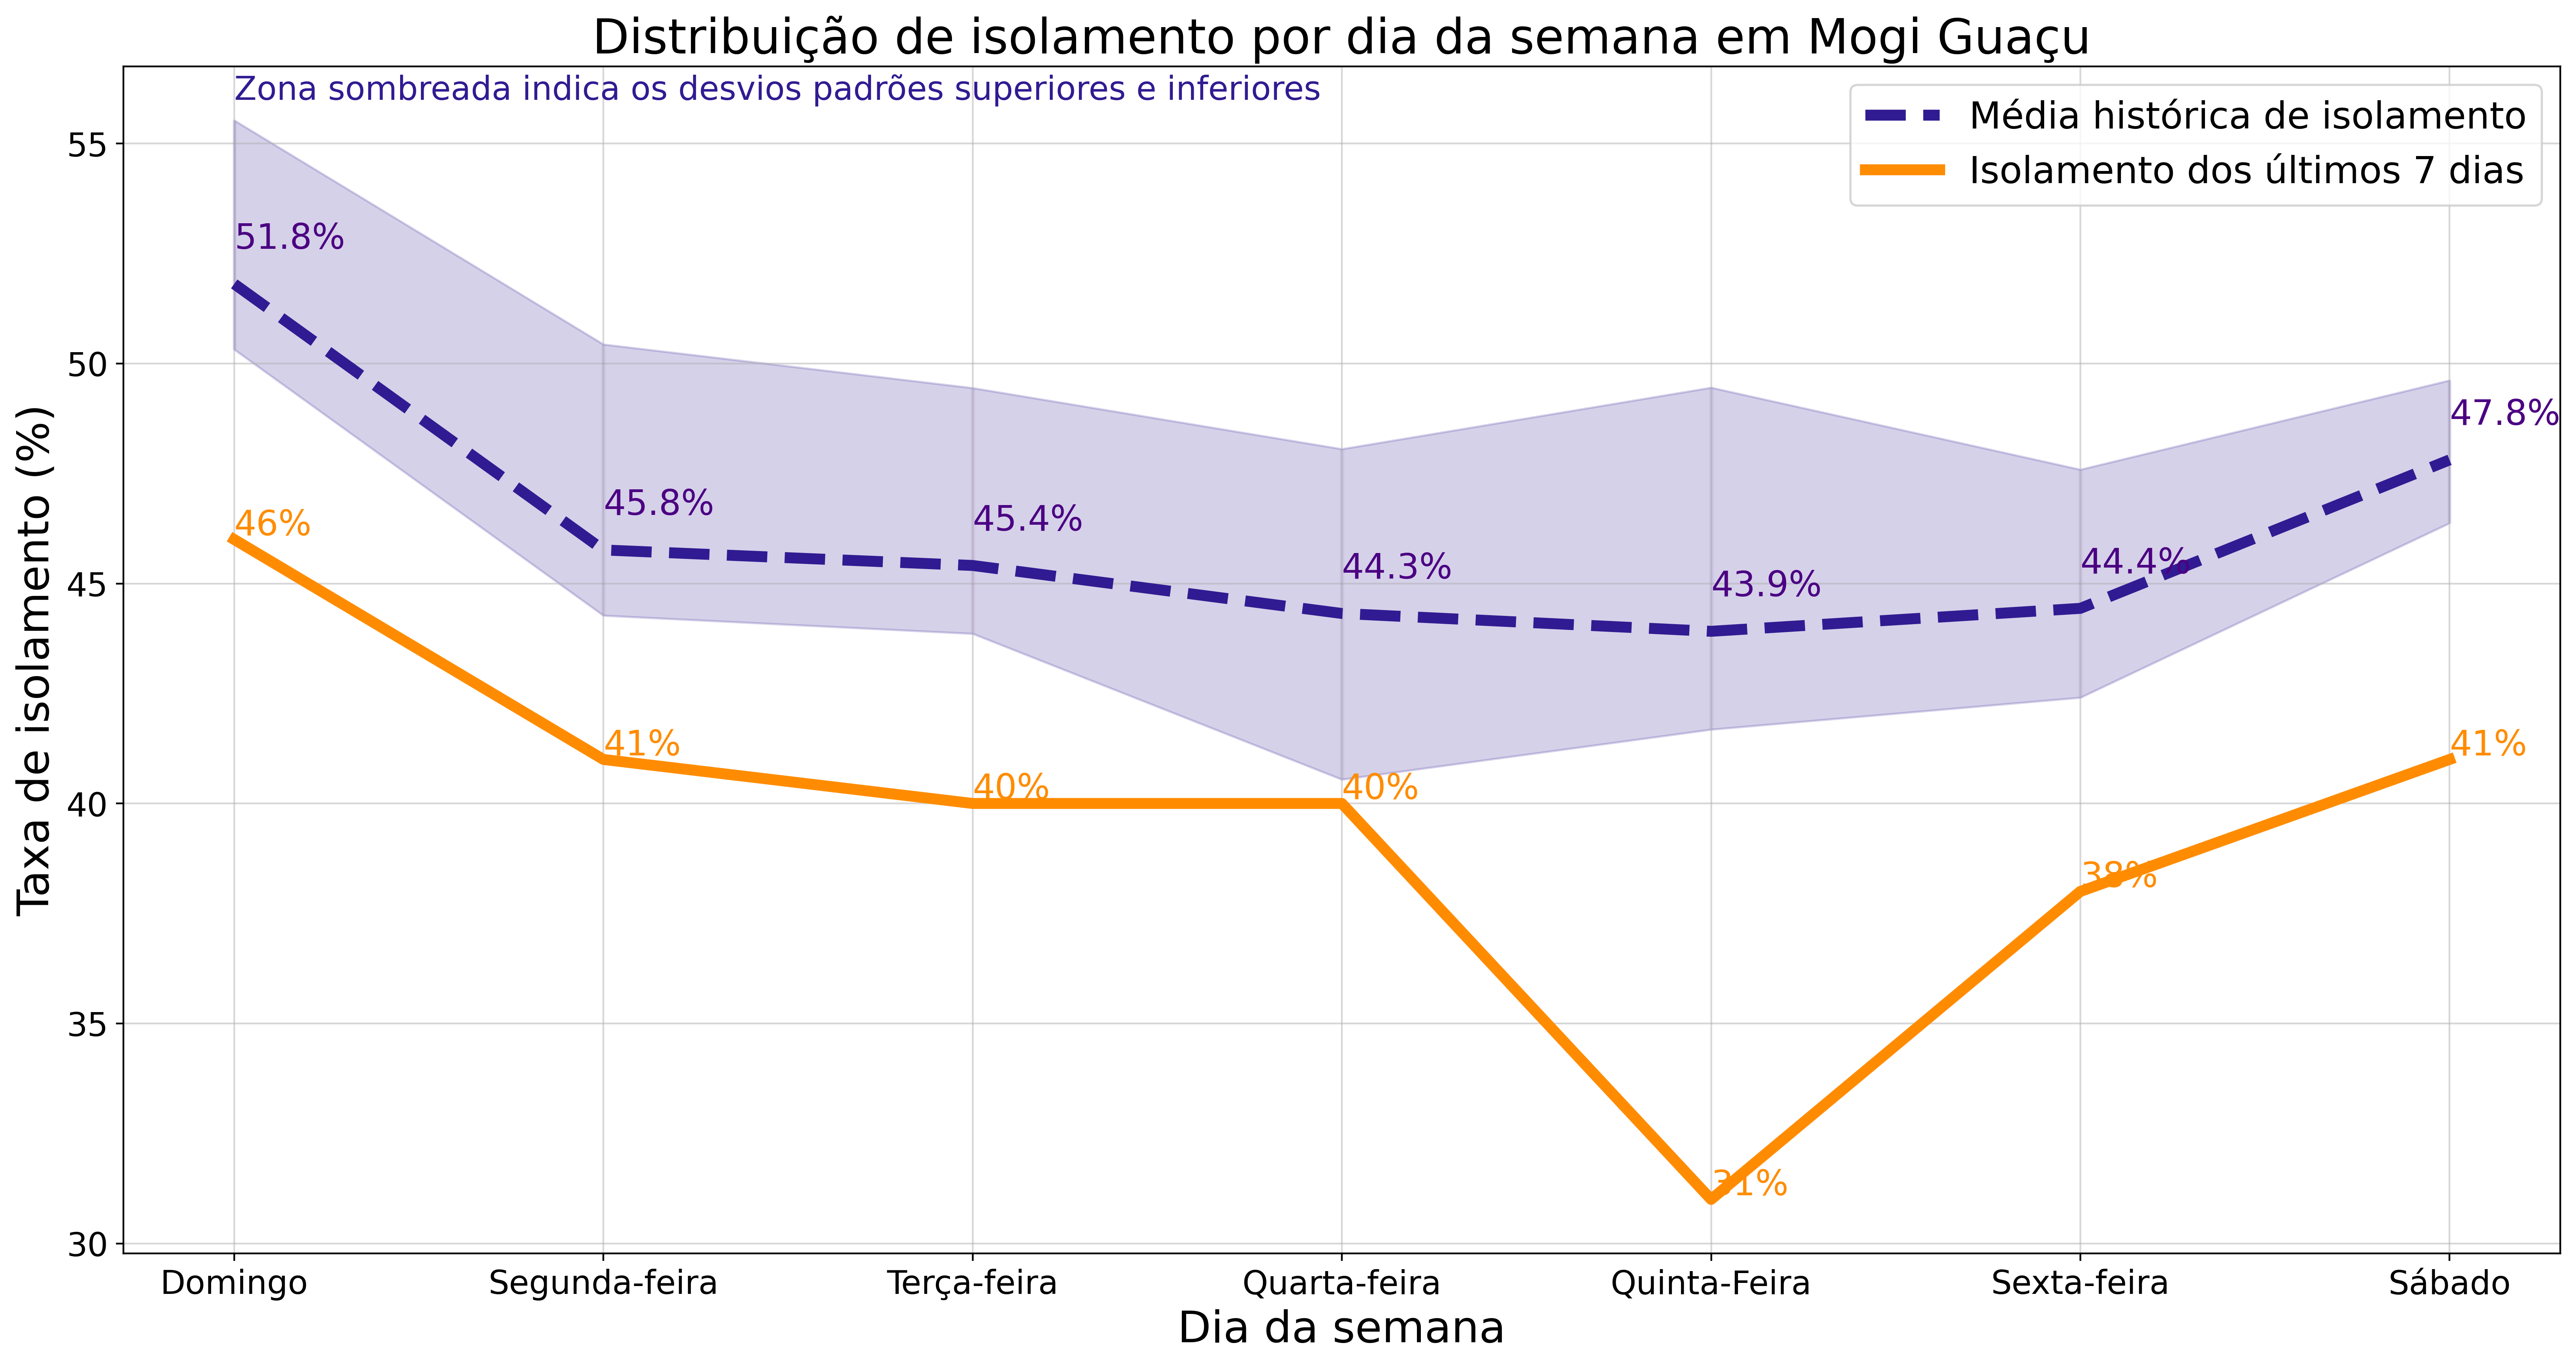 Distribuição de isolamento por dia da semana em Mogi Guaçu
Zona sombreada indica os desvios padrões superiores e inferiores
Média histórica de isolamento
Isolamento dos últimos 7 dias
Taxa de isolamento (%)
55
50
45
40
35
30
51.8%
45.8%
45.4%
44.3%
43.9%
44.4%
47.8%
46%
41%
40%
40%
31%
38%
41%
Domingo
Segunda-feira
Terça-feira
Quarta-feira
Quinta-Feira
Sexta-feira
Sábado
Dia da semana